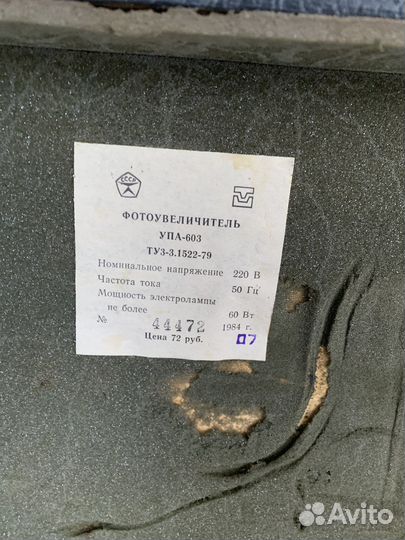 СССР
ФОТОУВЕЛИЧИТЕЛЬ
УПА-603
ТУ3-3.1522-79
Номинальное напряжение 220 В
Частота тока 50 Гц
Мощность электролампы
не более 60 Вт
№ 44472 1984 г.
Цена 72 руб. 07
Avito